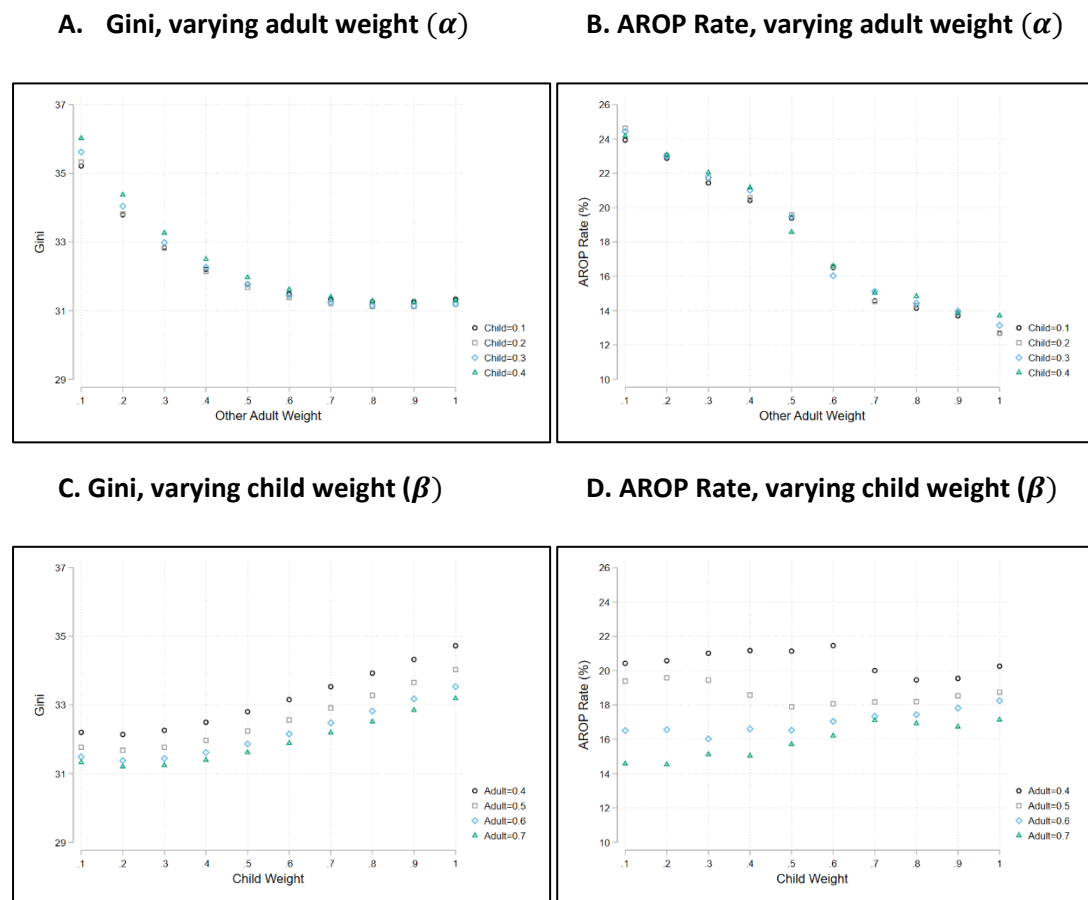 A. Gini, varying adult weight (α)
B. AROP Rate, varying adult weight (α)
37
35
33
31
29
Gini
.1 .2 .3 .4 .5 .6 .7 .8 .9 1
Other Adult Weight
Child=0.1
Child=0.2
Child=0.3
Child=0.4
26
24
22
20
18
16
14
12
10
AROP Rate (%)
.1 .2 .3 .4 .5 .6 .7 .8 .9 1
Other Adult Weight
Child=0.1
Child=0.2
Child=0.3
Child=0.4
C. Gini, varying child weight (β)
D. AROP Rate, varying child weight (β)
37
35
33
31
29
Gini
.1 .2 .3 .4 .5 .6 .7 .8 .9 1
Child Weight
Adult=0.4
Adult=0.5
Adult=0.6
Adult=0.7
26
24
22
20
18
16
14
12
10
AROP Rate (%)
.1 .2 .3 .4 .5 .6 .7 .8 .9 1
Child Weight
Adult=0.4
Adult=0.5
Adult=0.6
Adult=0.7